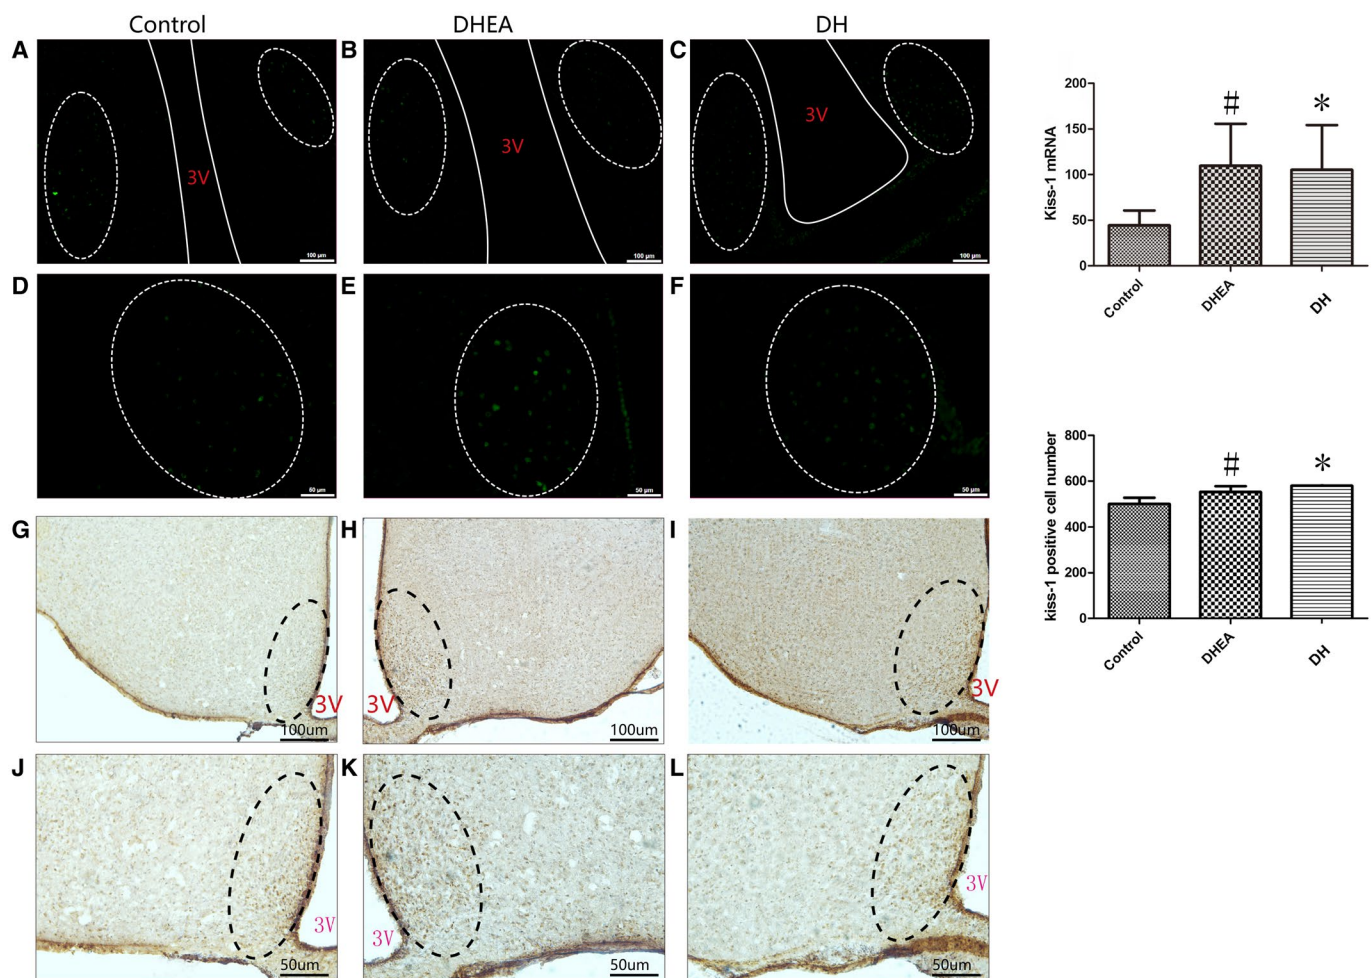 Control DHEA DH
A B C
3V 3V 3V
100 μm 100 μm 100 μm
D E F
60 μm 50 μm 50 μm
G H I
3V 3V 3V
100um 100um 100um
J K L
3V 3V 3V
50um 50um 50um
Kiss-1 mRNA
200
150
100
50
0
# *
Control DHEA DH
kiss-1 positive cell number
800
600
400
200
0
# *
Control DHEA DH